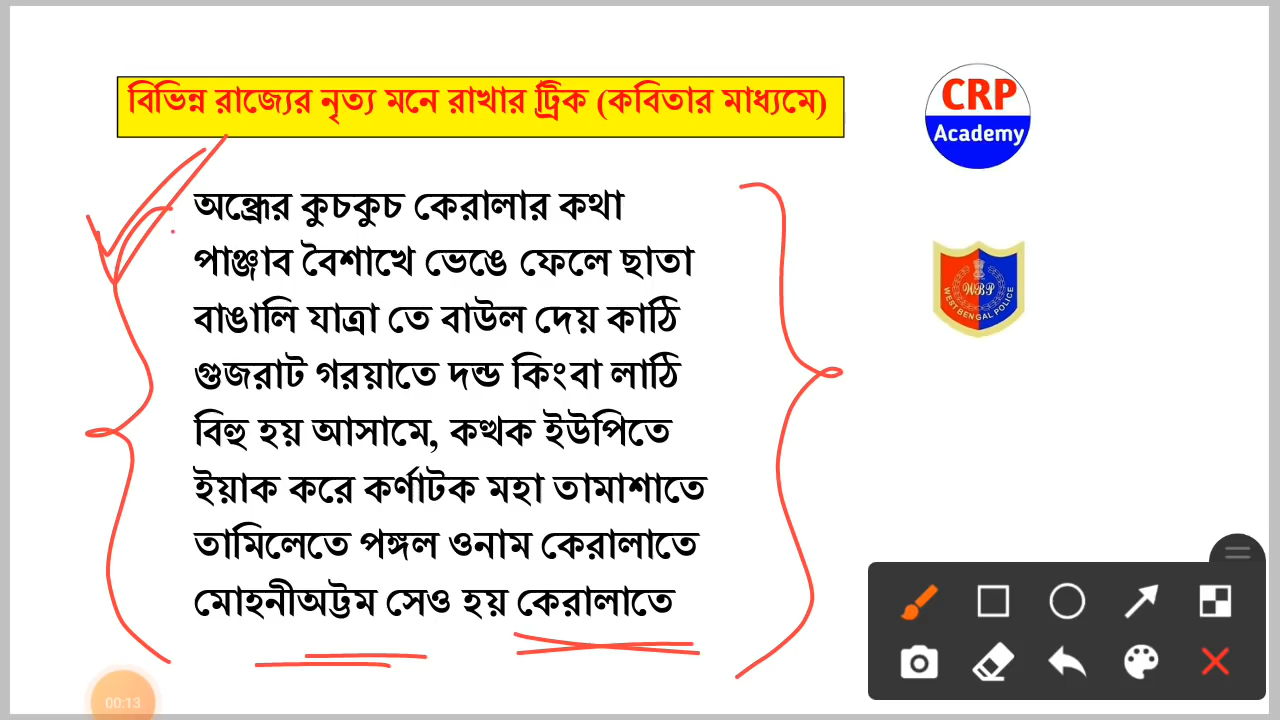 বিভিন্ন রাজ্যের নৃত্য মনে রাখার ট্রিক (কবিতার মাধ্যমে)
CRP
Academy
অন্ধ্রের কুচকুচ কেরালার কথা
পাঞ্জাব বৈশাখে ভেঙে ফেলে ছাতা
বাঙালি যাত্রা তে বাউল দেয় কাঠি
গুজরাট গরয়াতে দন্ড কিংবা লাঠি
বিহু হয় আসামে, কত্থক ইউপিতে
ইয়াক করে কর্ণাটক মহা তামাশাতে
তামিলেতে পঙ্গল ওনাম কেরালাতে
মোহনীঅট্টম সেও হয় কেরালাতে
WBP
WEST BENGAL POLICE
00:13